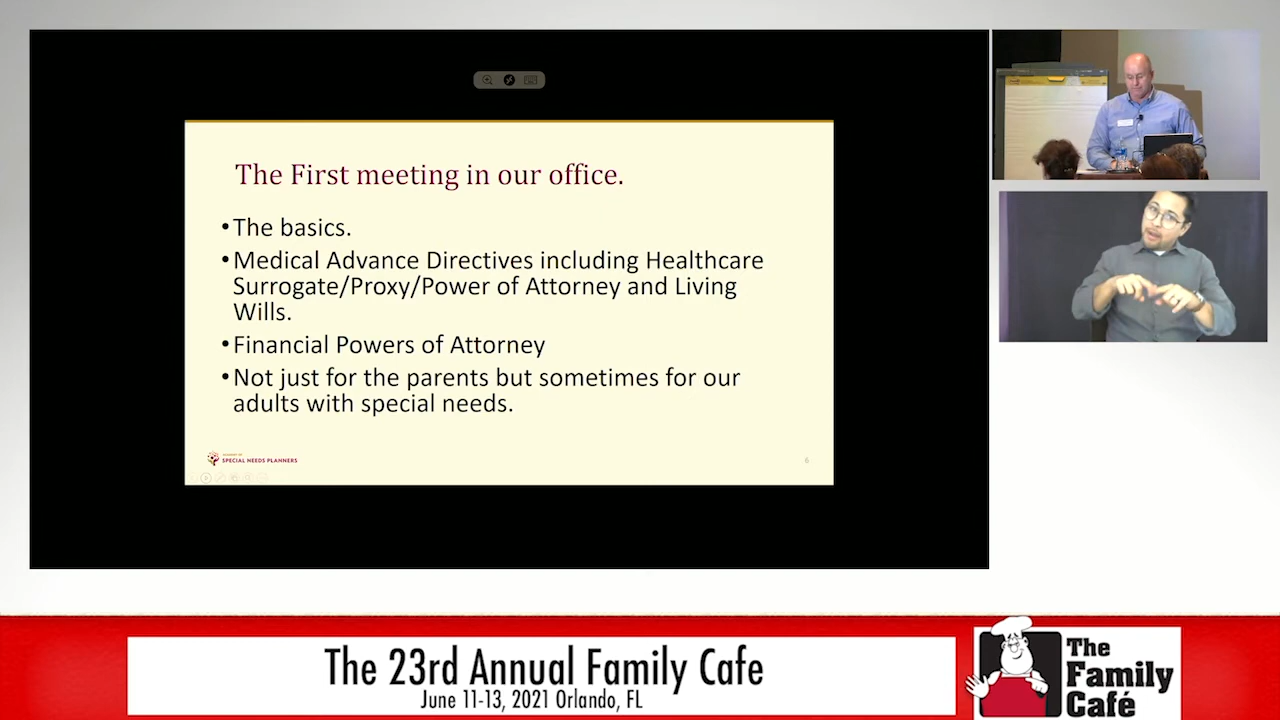 The First meeting in our office.
•The basics.
•Medical Advance Directives including Healthcare
Surrogate/Proxy/Power of Attorney and Living
Wills.
•Financial Powers of Attorney
•Not just for the parents but sometimes for our
adults with special needs.
SPECIAL NEEDS PLANNERS
6
The 23rd Annual Family Cafe
June 11-13, 2021 Orlando, FL
The
Family
Café